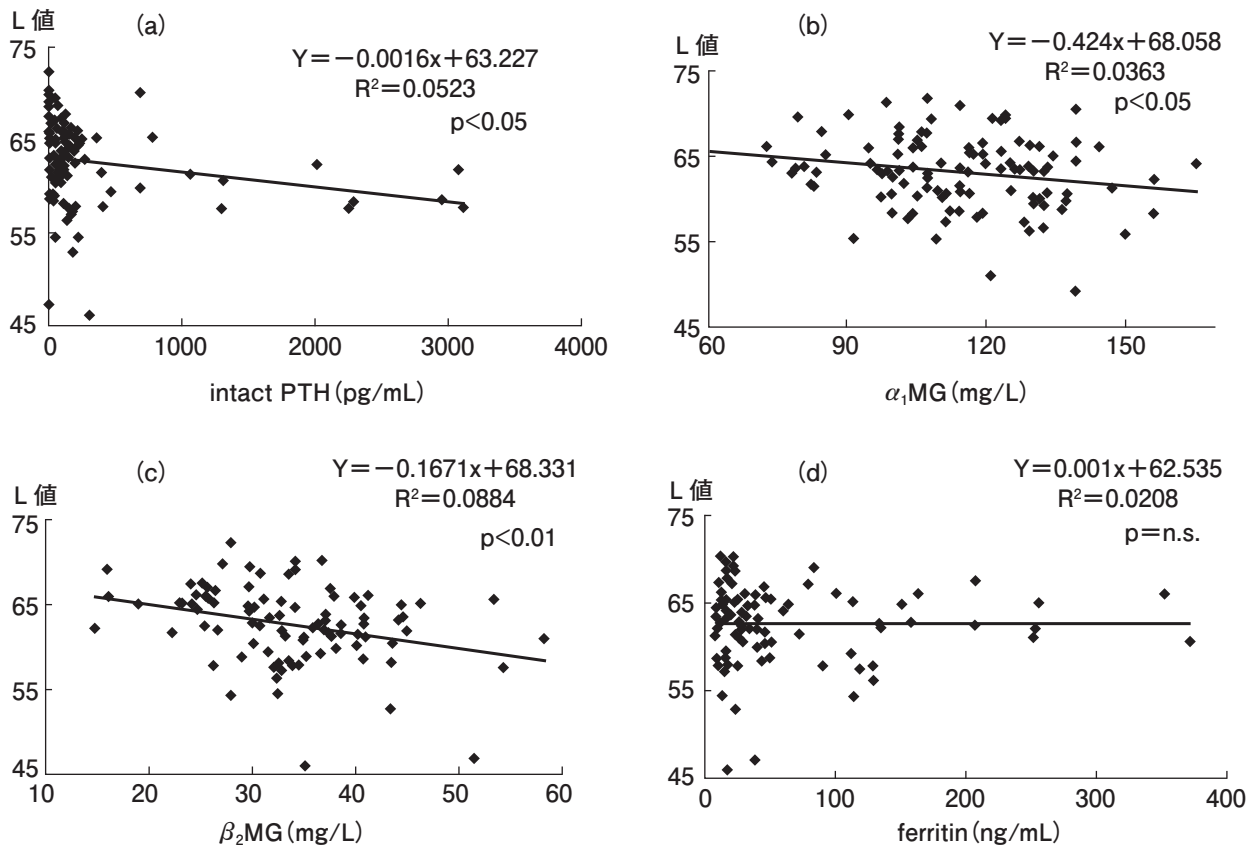 L 値
(a)
75
65
55
45
Y=−0.0016x+63.227
R²=0.0523
p<0.05
0 1000 2000 3000 4000
intact PTH(pg/mL)
L 値
(b)
75
65
55
45
Y=−0.424x+68.058
R²=0.0363
p<0.05
60 90 120 150
α₁MG(mg/L)
L 値
(c)
75
65
55
45
Y=−0.1671x+68.331
R²=0.0884
p<0.01
10 20 30 40 50 60
β₂MG(mg/L)
L 値
(d)
75
65
55
45
Y=0.001x+62.535
R²=0.0208
p=n.s.
0 100 200 300 400
ferritin(ng/mL)